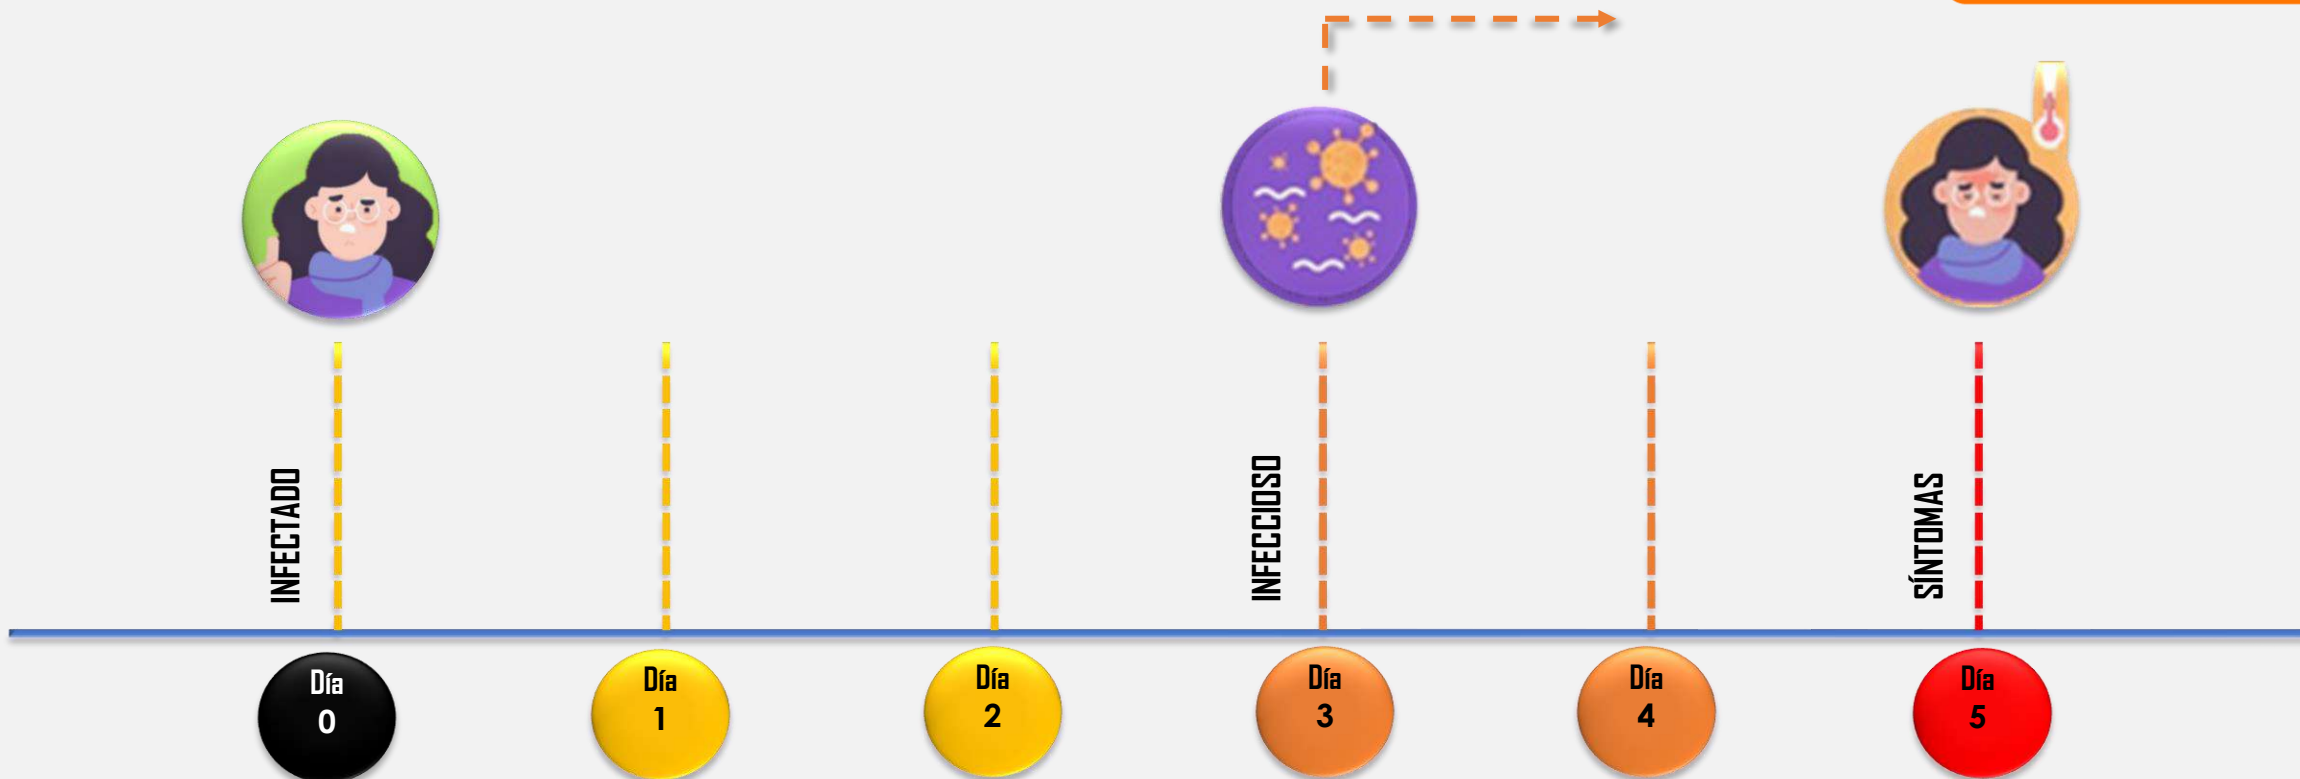 INFECTADO
INFECCIOSO
SÍNTOMAS
Día
0
Día
1
Día
2
Día
3
Día
4
Día
5